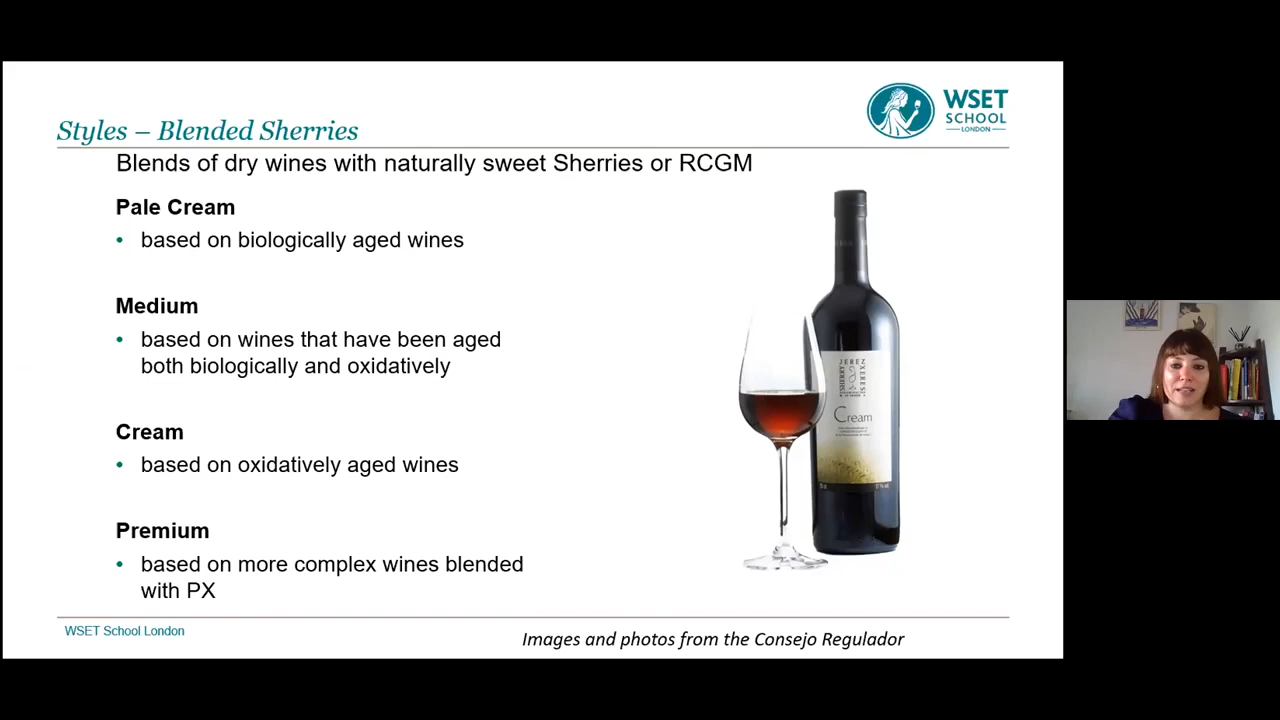 Styles – Blended Sherries
WSET
SCHOOL
LONDON
Blends of dry wines with naturally sweet Sherries or RCGM
Pale Cream
• based on biologically aged wines
Medium
• based on wines that have been aged
both biologically and oxidatively
Cream
• based on oxidatively aged wines
Premium
• based on more complex wines blended
with PX
JEREZ
XERES
SHERRY
Cream
WSET School London
Images and photos from the Consejo Regulador